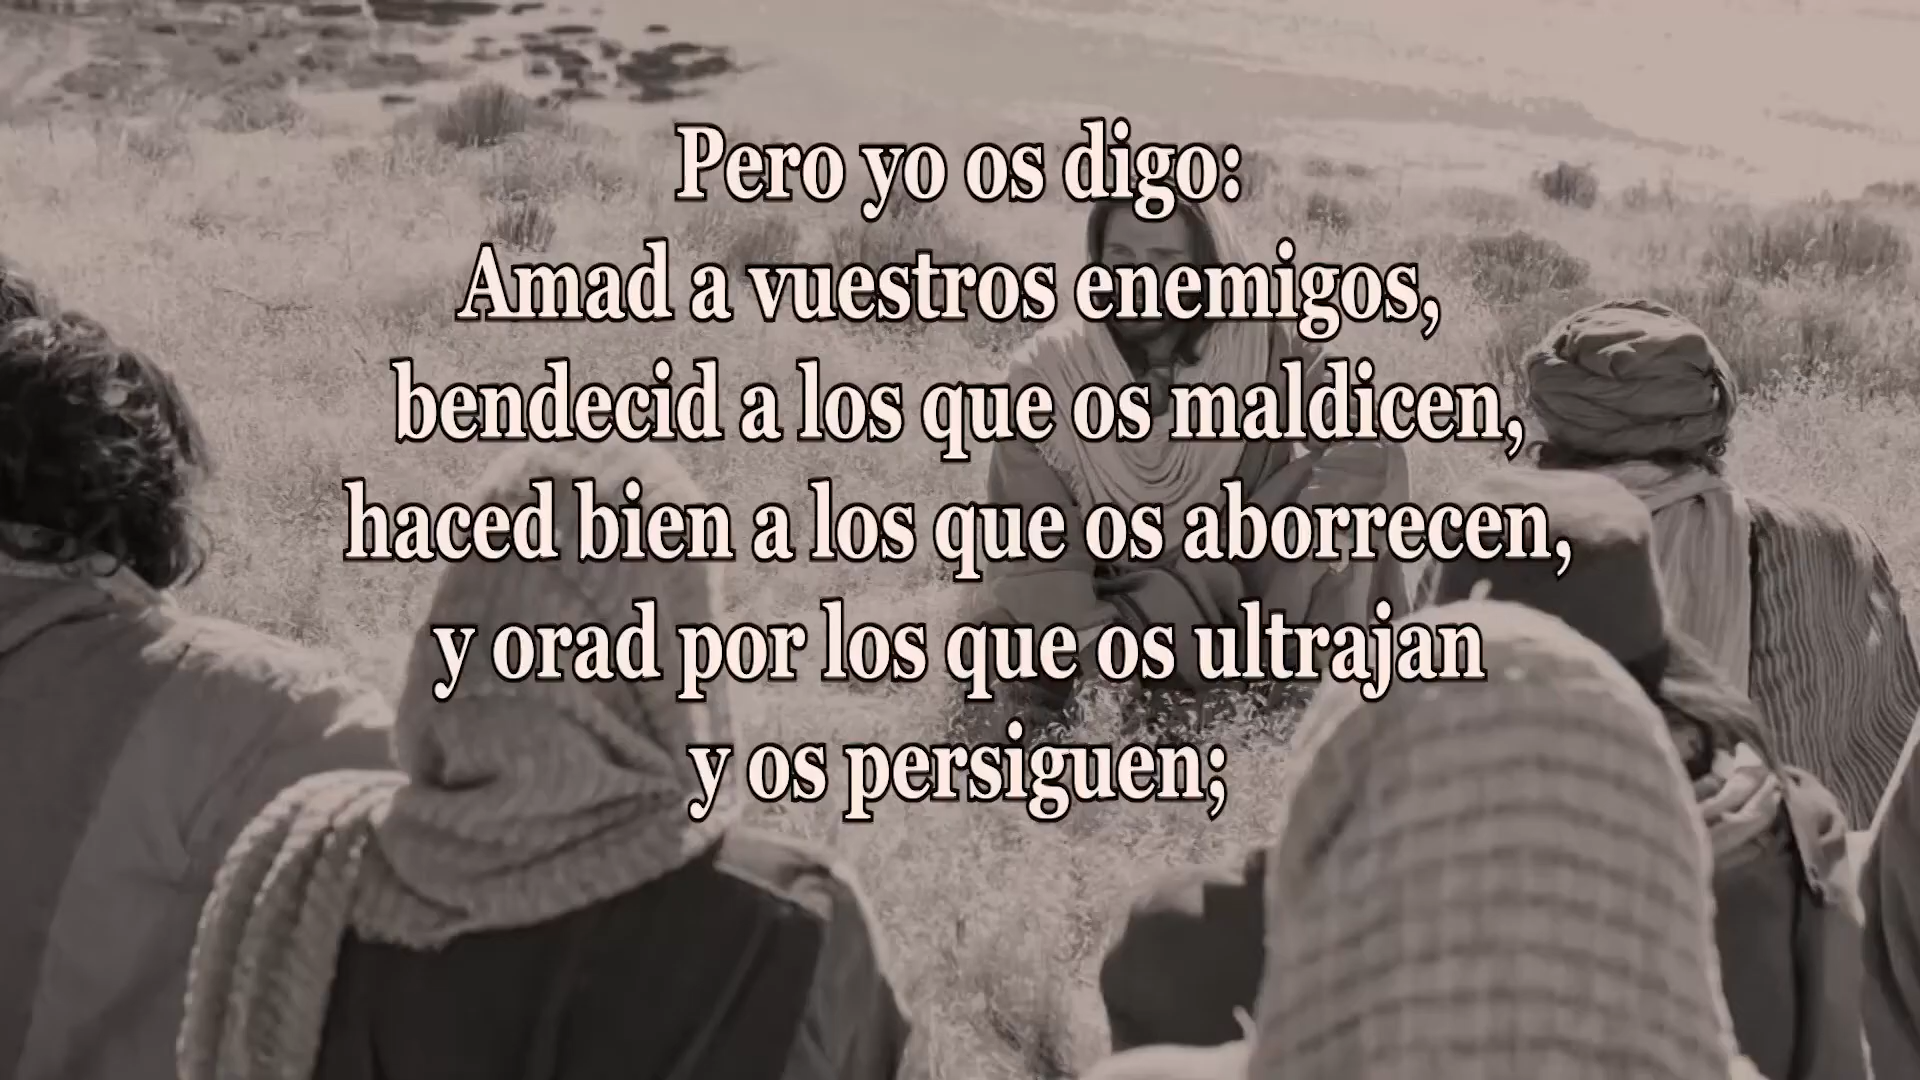 Pero yo os digo:
Amad a vuestros enemigos,
bendecid a los que os maldicen,
haced bien a los que os aborrecen,
y orad por los que os ultrajan
y os persiguen;